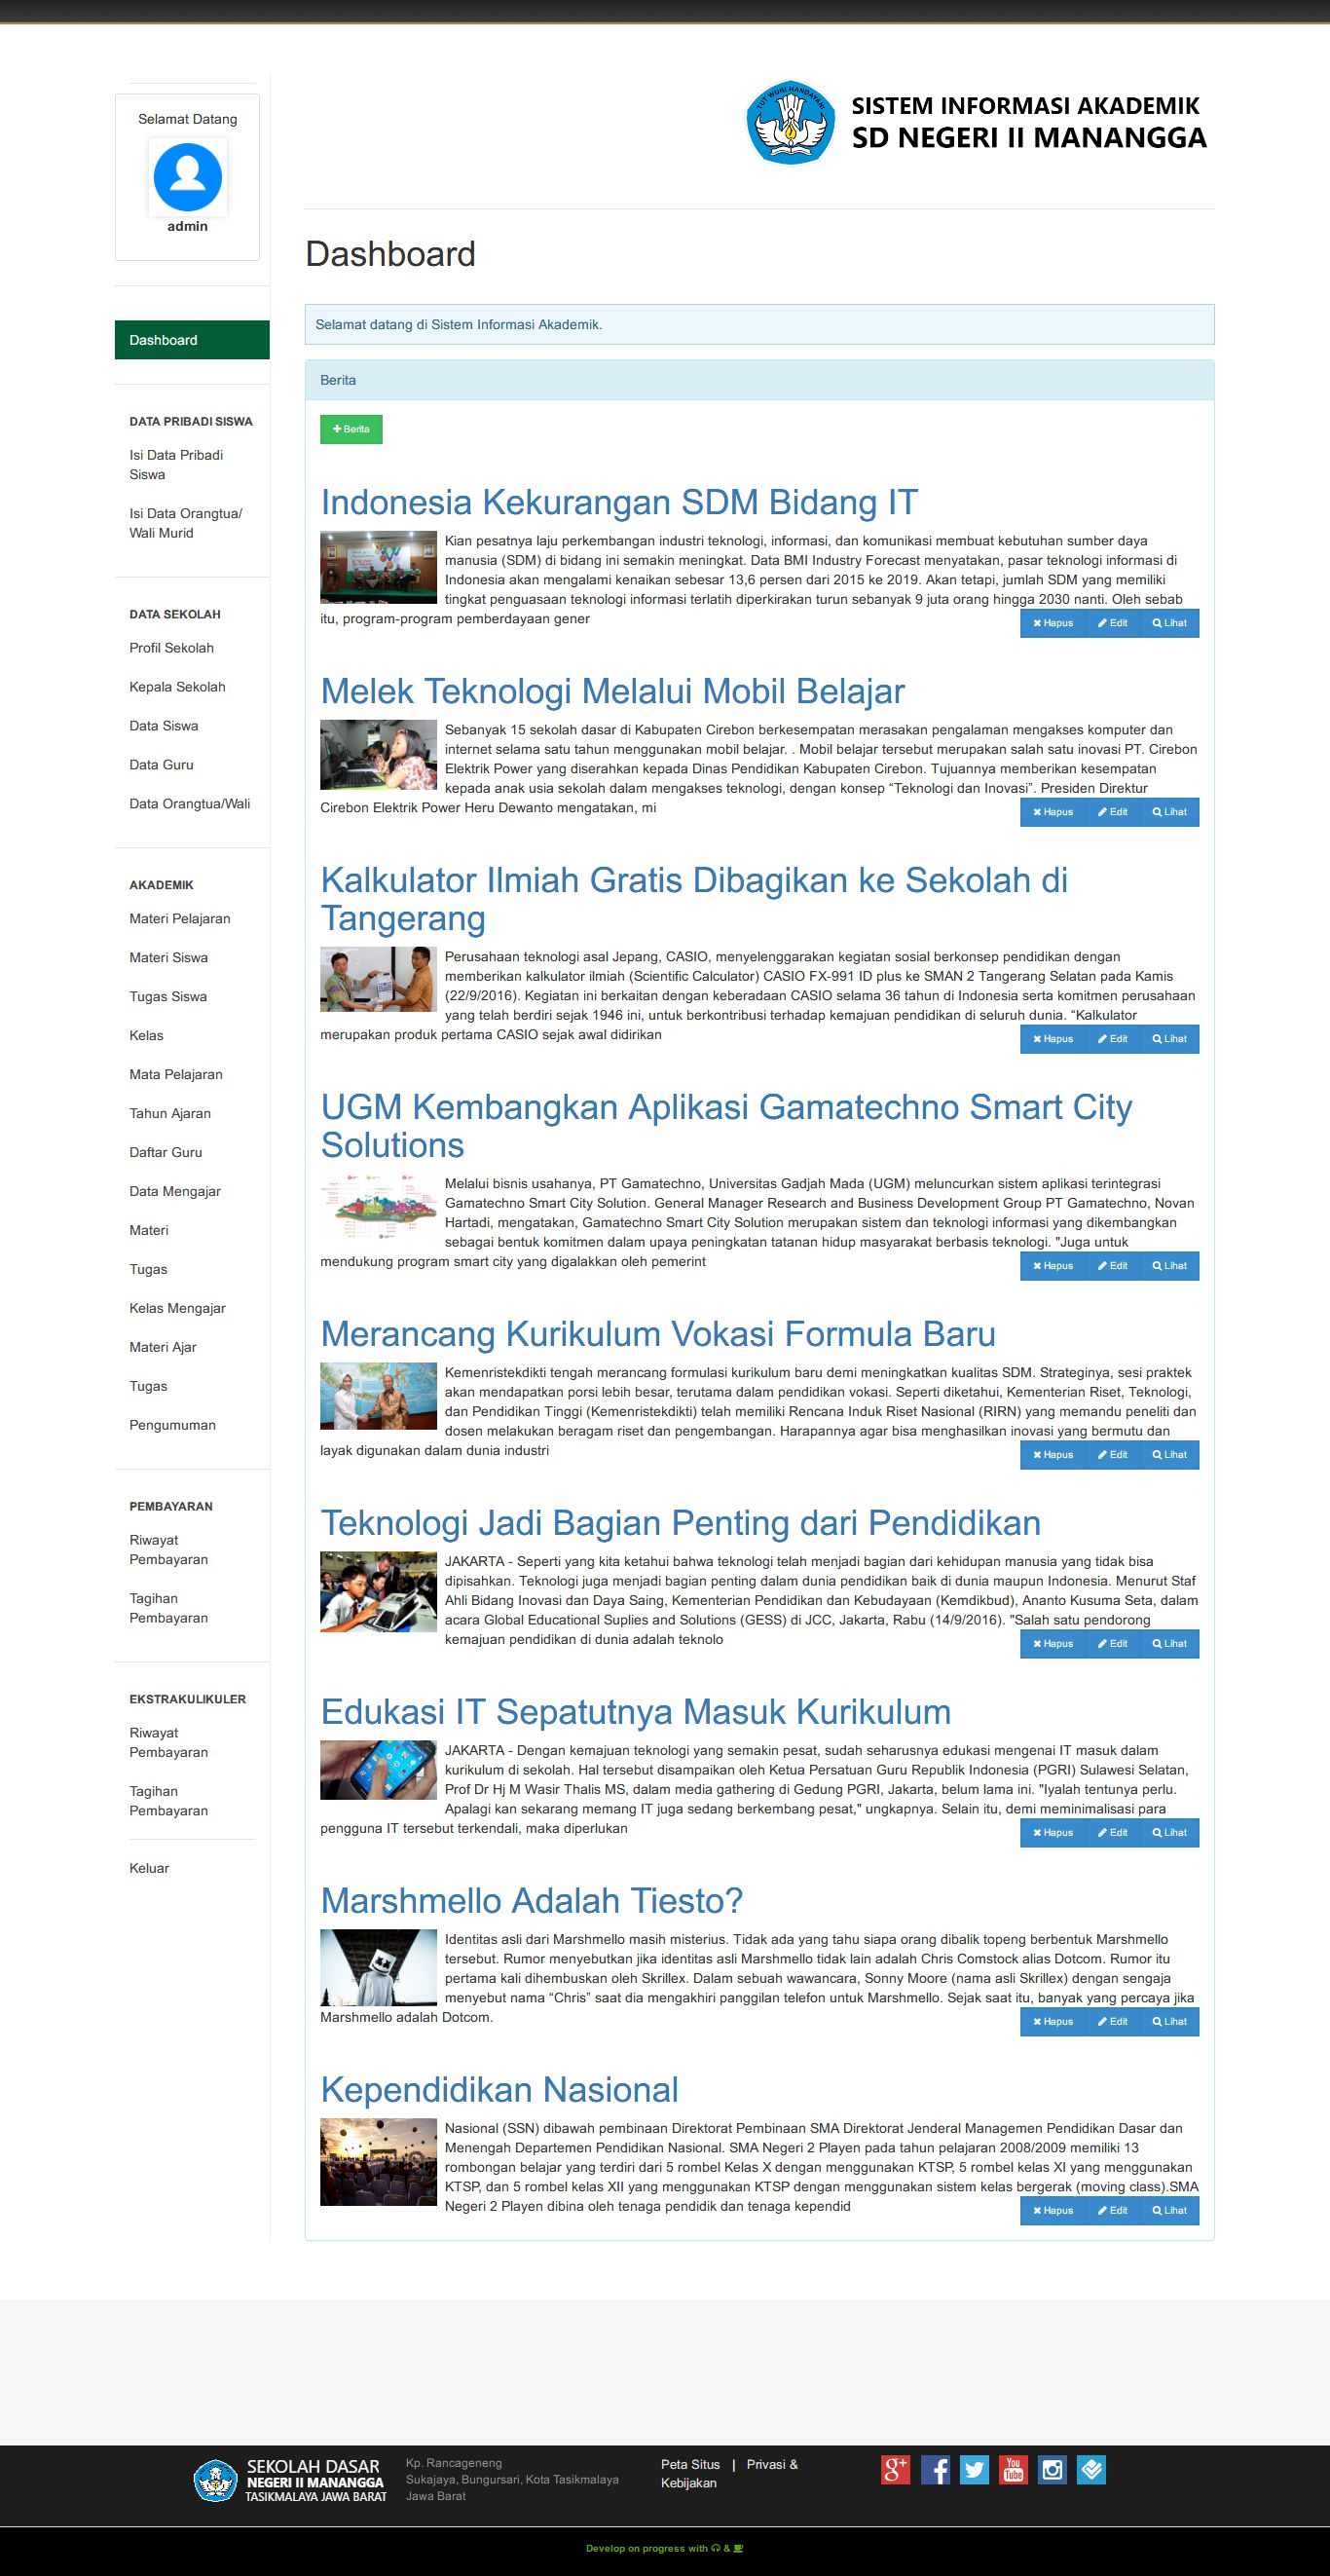 Selamat Datang
admin
Dashboard
DATA PRIBADI SISWA
Isi Data Pribadi
Siswa
Isi Data Orangtua/
Wali Murid
DATA SEKOLAH
Profil Sekolah
Kepala Sekolah
Data Siswa
Data Guru
Data Orangtua/Wali
AKADEMIK
Materi Pelajaran
Materi Siswa
Tugas Siswa
Kelas
Mata Pelajaran
Tahun Ajaran
Daftar Guru
Data Mengajar
Materi
Tugas
Kelas Mengajar
Materi Ajar
Tugas
Pengumuman
PEMBAYARAN
Riwayat
Pembayaran
Tagihan
Pembayaran
EKSTRAKULIKULER
Riwayat
Pembayaran
Tagihan
Pembayaran
Keluar
TUT WURI HANDAYANI
SISTEM INFORMASI AKADEMIK
SD NEGERI II MANANGGA
Dashboard
Selamat datang di Sistem Informasi Akademik.
Berita
Berita
Indonesia Kekurangan SDM Bidang IT
Kian pesatnya laju perkembangan industri teknologi, informasi, dan komunikasi membuat kebutuhan sumber daya
manusia (SDM) di bidang ini semakin meningkat. Data BMI Industry Forecast menyatakan, pasar teknologi informasi di
Indonesia akan mengalami kenaikan sebesar 13,6 persen dari 2015 ke 2019. Akan tetapi, jumlah SDM yang memiliki
tingkat penguasaan teknologi informasi terlatih diperkirakan turun sebanyak 9 juta orang hingga 2030 nanti. Oleh sebab
itu, program-program pemberdayaan gener
Hapus Edit Lihat
Melek Teknologi Melalui Mobil Belajar
Sebanyak 15 sekolah dasar di Kabupaten Cirebon berkesempatan merasakan pengalaman mengakses komputer dan
internet selama satu tahun menggunakan mobil belajar. . Mobil belajar tersebut merupakan salah satu inovasi PT. Cirebon
Elektrik Power yang diserahkan kepada Dinas Pendidikan Kabupaten Cirebon. Tujuannya memberikan kesempatan
kepada anak usia sekolah dalam mengakses teknologi, dengan konsep “Teknologi dan Inovasi”. Presiden Direktur
Cirebon Elektrik Power Heru Dewanto mengatakan, mi
Hapus Edit Lihat
Kalkulator Ilmiah Gratis Dibagikan ke Sekolah di
Tangerang
Perusahaan teknologi asal Jepang, CASIO, menyelenggarakan kegiatan sosial berkonsep pendidikan dengan
memberikan kalkulator ilmiah (Scientific Calculator) CASIO FX-991 ID plus ke SMAN 2 Tangerang Selatan pada Kamis
(22/9/2016). Kegiatan ini berkaitan dengan keberadaan CASIO selama 36 tahun di Indonesia serta komitmen perusahaan
yang telah berdiri sejak 1946 ini, untuk berkontribusi terhadap kemajuan pendidikan di seluruh dunia. “Kalkulator
merupakan produk pertama CASIO sejak awal didirikan
Hapus Edit Lihat
UGM Kembangkan Aplikasi Gamatechno Smart City
Solutions
Melalui bisnis usahanya, PT Gamatechno, Universitas Gadjah Mada (UGM) meluncurkan sistem aplikasi terintegrasi
Gamatechno Smart City Solution. General Manager Research and Business Development Group PT Gamatechno, Novan
Hartadi, mengatakan, Gamatechno Smart City Solution merupakan sistem dan teknologi informasi yang dikembangkan
sebagai bentuk komitmen dalam upaya peningkatan tatanan hidup masyarakat berbasis teknologi. "Juga untuk
mendukung program smart city yang digalakkan oleh pemerint
Hapus Edit Lihat
Merancang Kurikulum Vokasi Formula Baru
Kemenristekdikti tengah merancang formulasi kurikulum baru demi meningkatkan kualitas SDM. Strateginya, sesi praktek
akan mendapatkan porsi lebih besar, terutama dalam pendidikan vokasi. Seperti diketahui, Kementerian Riset, Teknologi,
dan Pendidikan Tinggi (Kemenristekdikti) telah memiliki Rencana Induk Riset Nasional (RIRN) yang memandu peneliti dan
dosen melakukan beragam riset dan pengembangan. Harapannya agar bisa menghasilkan inovasi yang bermutu dan
layak digunakan dalam dunia industri
Hapus Edit Lihat
Teknologi Jadi Bagian Penting dari Pendidikan
JAKARTA - Seperti yang kita ketahui bahwa teknologi telah menjadi bagian dari kehidupan manusia yang tidak bisa
dipisahkan. Teknologi juga menjadi bagian penting dalam dunia pendidikan baik di dunia maupun Indonesia. Menurut Staf
Ahli Bidang Inovasi dan Daya Saing, Kementerian Pendidikan dan Kebudayaan (Kemdikbud), Ananto Kusuma Seta, dalam
acara Global Educational Suplies and Solutions (GESS) di JCC, Jakarta, Rabu (14/9/2016). "Salah satu pendorong
kemajuan pendidikan di dunia adalah teknolo
Hapus Edit Lihat
Edukasi IT Sepatutnya Masuk Kurikulum
JAKARTA - Dengan kemajuan teknologi yang semakin pesat, sudah seharusnya edukasi mengenai IT masuk dalam
kurikulum di sekolah. Hal tersebut disampaikan oleh Ketua Persatuan Guru Republik Indonesia (PGRI) Sulawesi Selatan,
Prof Dr Hj M Wasir Thalis MS, dalam media gathering di Gedung PGRI, Jakarta, belum lama ini. "Iyalah tentunya perlu.
Apalagi kan sekarang memang IT juga sedang berkembang pesat," ungkapnya. Selain itu, demi meminimalisasi para
pengguna IT tersebut terkendali, maka diperlukan
Hapus Edit Lihat
Marshmello Adalah Tiesto?
Identitas asli dari Marshmello masih misterius. Tidak ada yang tahu siapa orang dibalik topeng berbentuk Marshmello
tersebut. Rumor menyebutkan jika identitas asli Marshmello tidak lain adalah Chris Comstock alias Dotcom. Rumor itu
pertama kali dihembuskan oleh Skrillex. Dalam sebuah wawancara, Sonny Moore (nama asli Skrillex) dengan sengaja
menyebut nama “Chris” saat dia mengakhiri panggilan telefon untuk Marshmello. Sejak saat itu, banyak yang percaya jika
Marshmello adalah Dotcom.
Hapus Edit Lihat
Kependidikan Nasional
Nasional (SSN) dibawah pembinaan Direktorat Pembinaan SMA Direktorat Jenderal Managemen Pendidikan Dasar dan
Menengah Departemen Pendidikan Nasional. SMA Negeri 2 Playen pada tahun pelajaran 2008/2009 memiliki 13
rombongan belajar yang terdiri dari 5 rombel Kelas X dengan menggunakan KTSP, 5 rombel kelas XI yang menggunakan
KTSP, dan 5 rombel kelas XII yang menggunakan KTSP dengan menggunakan sistem kelas bergerak (moving class).SMA
Negeri 2 Playen dibina oleh tenaga pendidik dan tenaga kependid
Hapus Edit Lihat
SEKOLAH DASAR
NEGERI II MANANGGA
TASIKMALAYA JAWA BARAT
Kp. Rancageneng
Sukajaya, Bungursari, Kota Tasikmalaya
Jawa Barat
Peta Situs | Privasi &
Kebijakan
You
Tube
Develop on progress with &